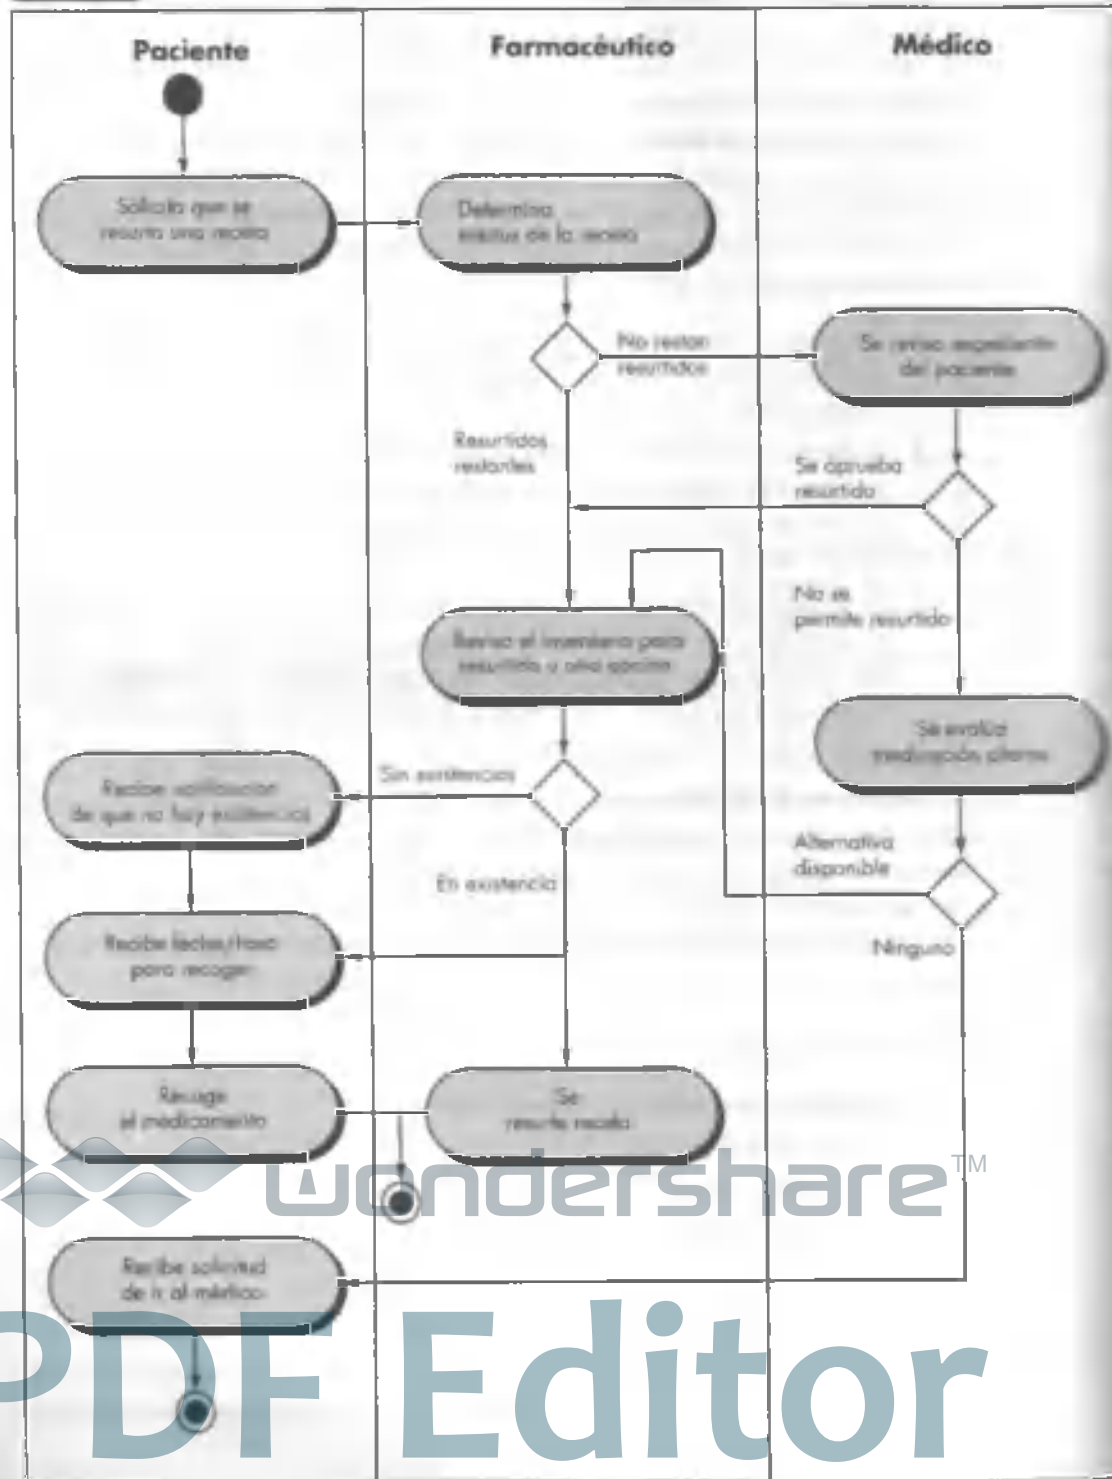 Paciente
Farmacéutico
Médico
Solicita que se
resurta una receta
Determina
estatus de la receta
No restan
resurtidos
Se revisa expediente
del paciente
Resurtidos
restantes
Se aprueba
resurtido
No se
permite resurtido
Revisa el inventario para
resurtido u otra opción
Se evalúa
medicación alterna
Sin existencias
Recibe notificación
de que no hay existencias
Alternativa
disponible
En existencia
Ninguna
Recibe fecha/hora
para recoger
Recoge
el medicamento
Se
resurte receta
wondershare™
Recibe solicitud
de ir al médico
PDF Editor